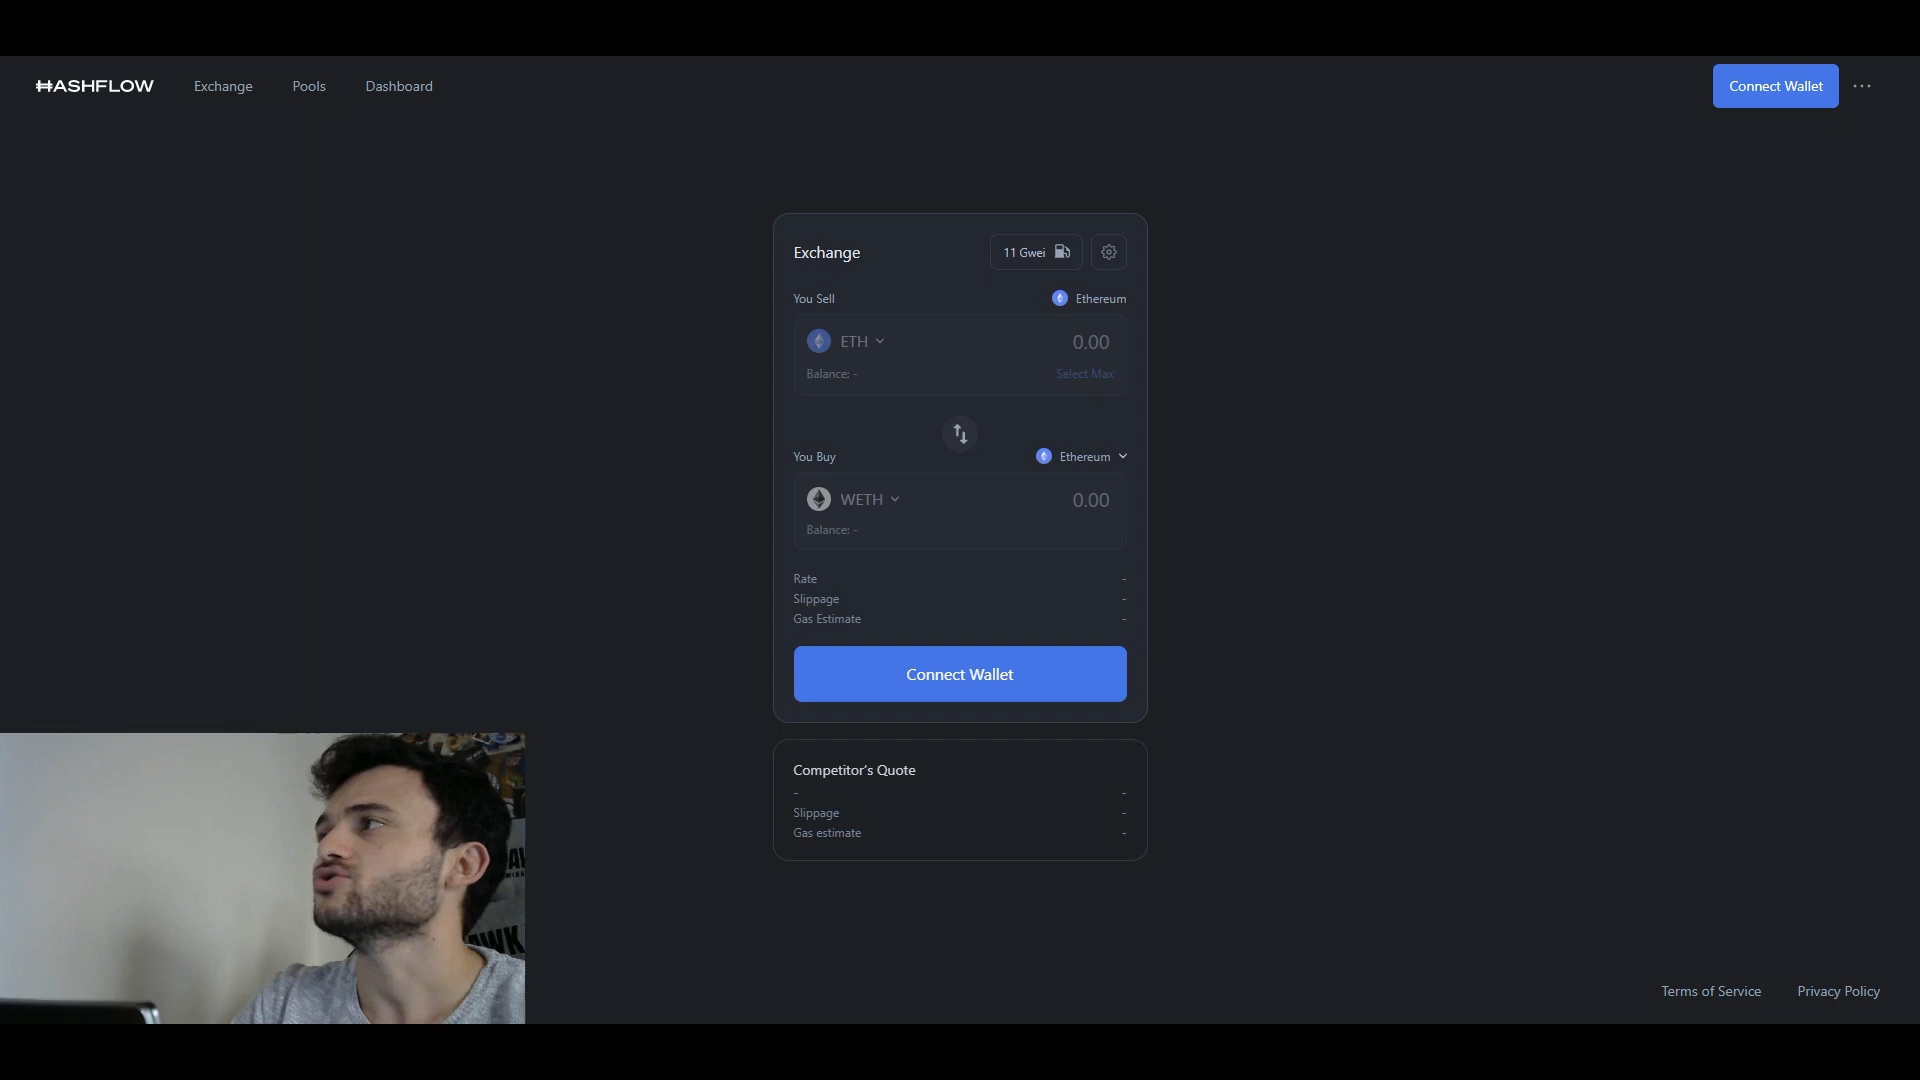 HASHFLOW Exchange Pools Dashboard Connect Wallet
Exchange 11 Gwei
You Sell Ethereum
ETH 0.00
Balance: - Select Max
You Buy Ethereum
WETH 0.00
Balance: -
Rate -
Slippage -
Gas Estimate -
Connect Wallet
Competitor's Quote
- -
Slippage -
Gas estimate -
AWK
Terms of Service Privacy Policy